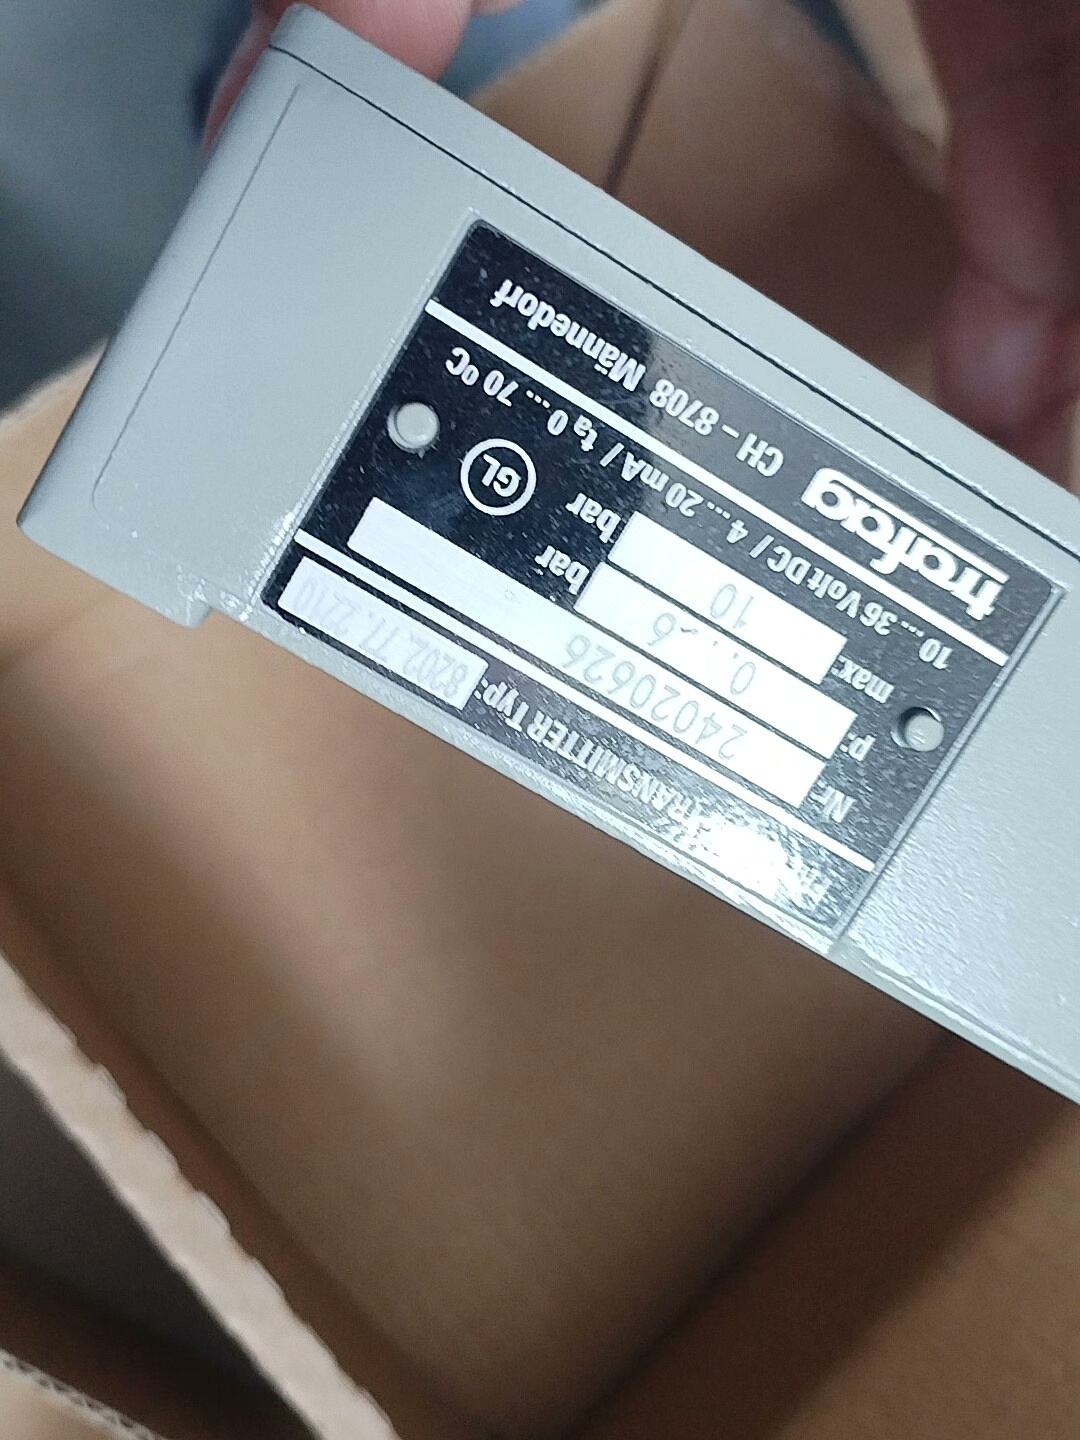 TRANSMITTER Typ: 8202.77.2210
Nr: 24020626
p: 0...6 bar
max: 10 bar
GL
10 ... 36 Volt DC / 4 ... 20 mA / ta 0 ... 70 °C
trafag CH - 8708 Männedorf